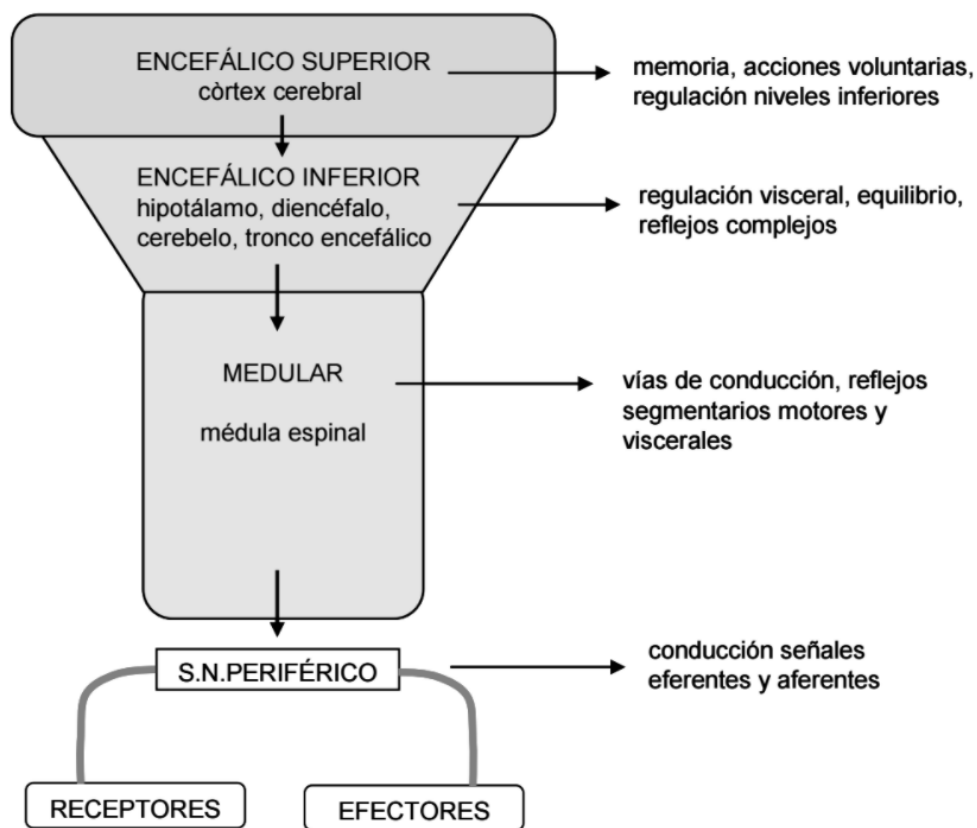 ENCEFÁLICO SUPERIOR
còrtex cerebral
memoria, acciones voluntarias,
regulación niveles inferiores
ENCEFÁLICO INFERIOR
hipotálamo, diencéfalo,
cerebelo, tronco encefálico
regulación visceral, equilibrio,
reflejos complejos
MEDULAR
médula espinal
vías de conducción, reflejos
segmentarios motores y
viscerales
S.N.PERIFÉRICO
conducción señales
eferentes y aferentes
RECEPTORES
EFECTORES